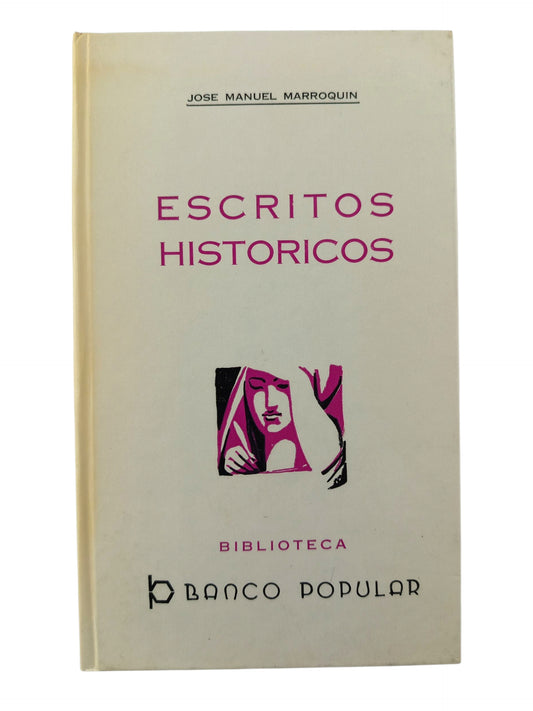 JOSE MANUEL MARROQUIN
ESCRITOS
HISTORICOS
BIBLIOTECA
BANCO POPULAR